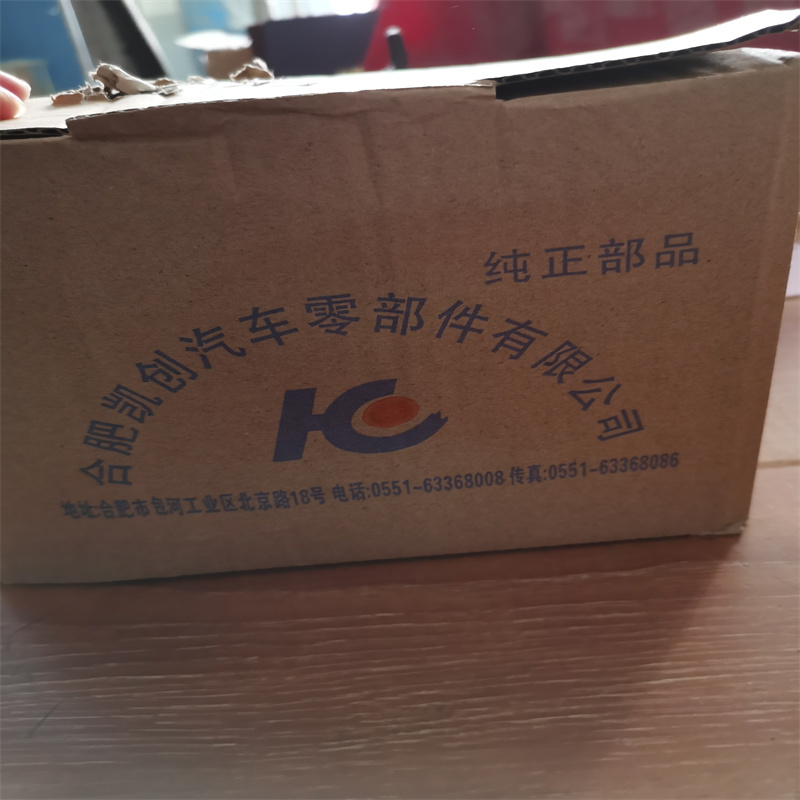 纯正部品
合肥凯创汽车零部件有限公司
HC
地址:合肥市包河工业区北京路18号 电话:0551-63368008 传真:0551-63368086